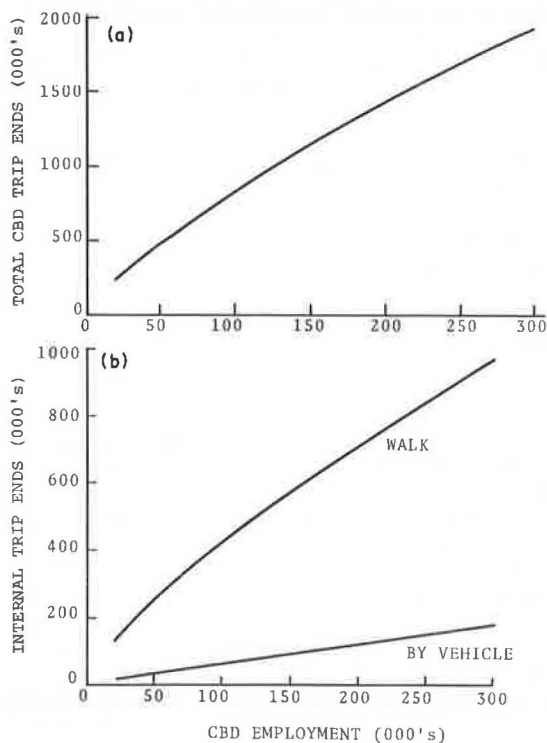 (a)
TOTAL CBD TRIP ENDS (000's)
2000
1500
1000
500
0
0 50 100 150 200 250 300
(b)
INTERNAL TRIP ENDS (000's)
1000
800
600
400
200
0
WALK
BY VEHICLE
0 50 100 150 200 250 300
CBD EMPLOYMENT (000's)